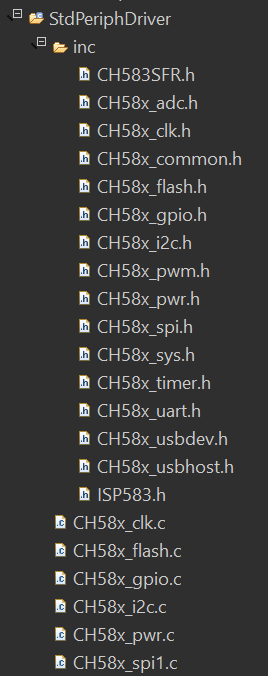 StdPeriphDriver
inc
CH583SFR.h
CH58x_adc.h
CH58x_clk.h
CH58x_common.h
CH58x_flash.h
CH58x_gpio.h
CH58x_i2c.h
CH58x_pwm.h
CH58x_pwr.h
CH58x_spi.h
CH58x_sys.h
CH58x_timer.h
CH58x_uart.h
CH58x_usbdev.h
CH58x_usbhost.h
ISP583.h
CH58x_clk.c
CH58x_flash.c
CH58x_gpio.c
CH58x_i2c.c
CH58x_pwr.c
CH58x_spi1.c